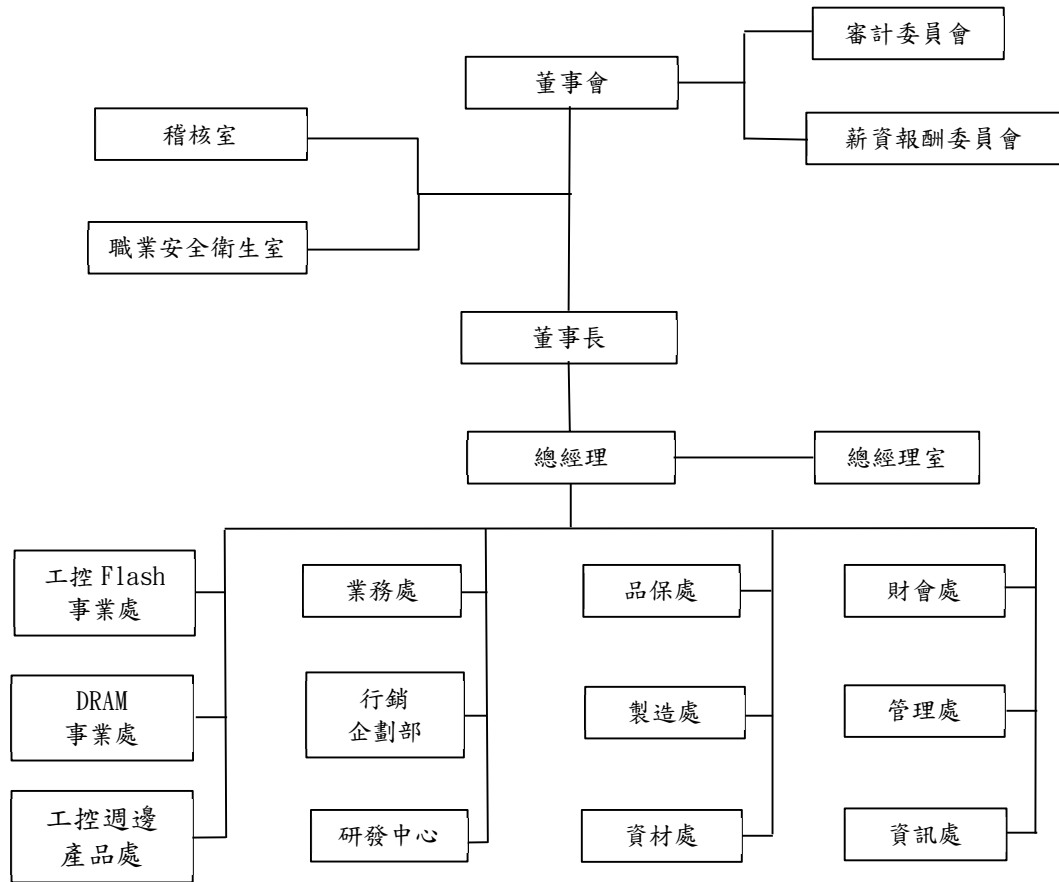 審計委員會
董事會
稽核室
薪資報酬委員會
職業安全衛生室
董事長
總經理
總經理室
工控 Flash
事業處
業務處
品保處
財會處
DRAM
事業處
行銷
企劃部
製造處
管理處
工控週邊
產品處
研發中心
資材處
資訊處